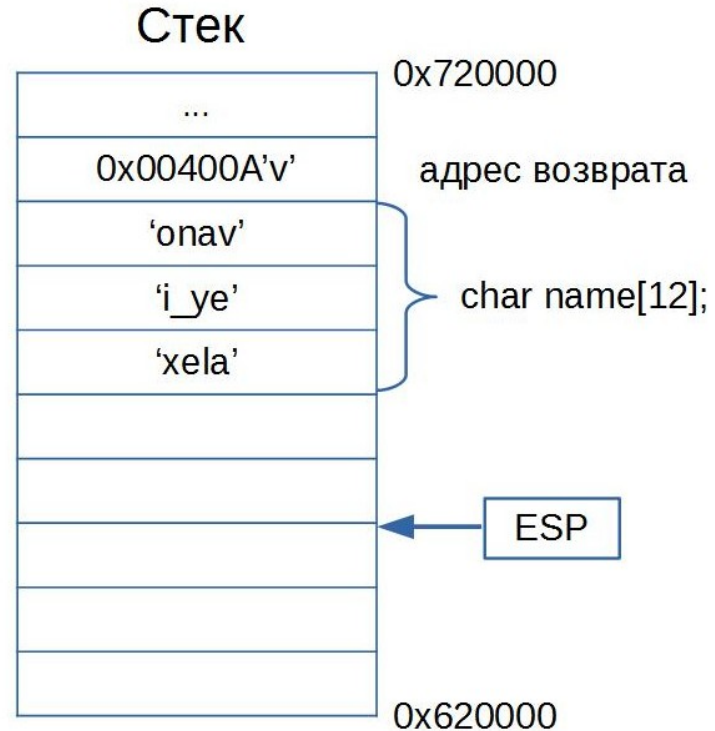 Стек
0x720000
...
0x00400A’v’
адрес возврата
‘onav’
‘i_ye’
char name[12];
‘xela’
ESP
0x620000